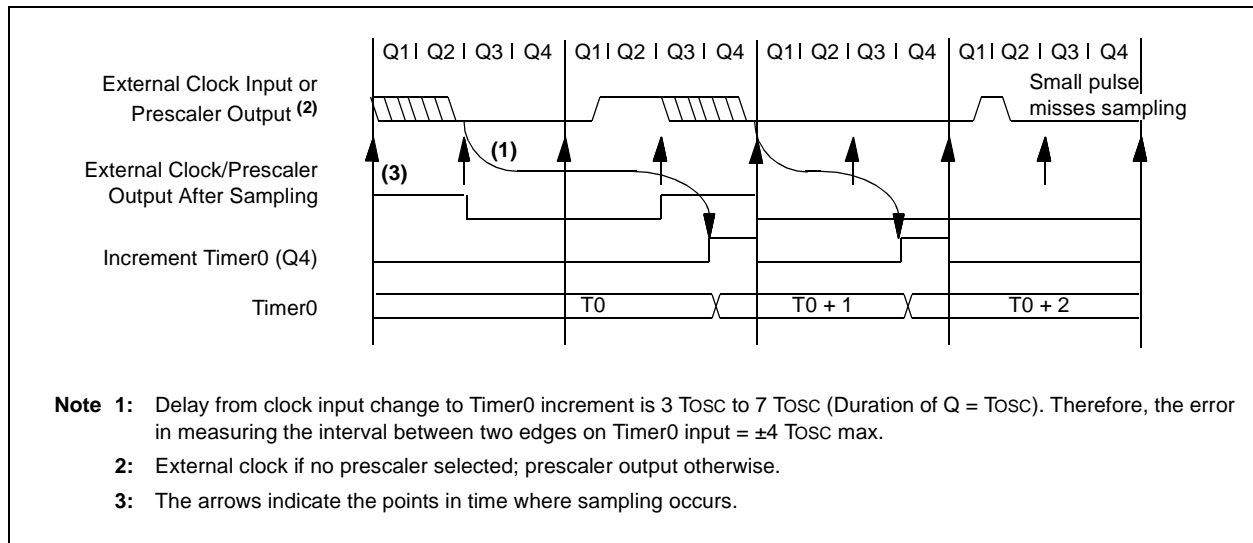 Q1 | Q2 | Q3 | Q4 Q1 | Q2 | Q3 | Q4 Q1 | Q2 | Q3 | Q4 Q1 | Q2 | Q3 | Q4
External Clock Input or
Prescaler Output (2)
Small pulse
misses sampling
(1)
External Clock/Prescaler
Output After Sampling
(3)
Increment Timer0 (Q4)
Timer0 T0 T0 + 1 T0 + 2
Note 1: Delay from clock input change to Timer0 increment is 3 TOSC to 7 TOSC (Duration of Q = TOSC). Therefore, the error
in measuring the interval between two edges on Timer0 input = ±4 TOSC max.
2: External clock if no prescaler selected; prescaler output otherwise.
3: The arrows indicate the points in time where sampling occurs.